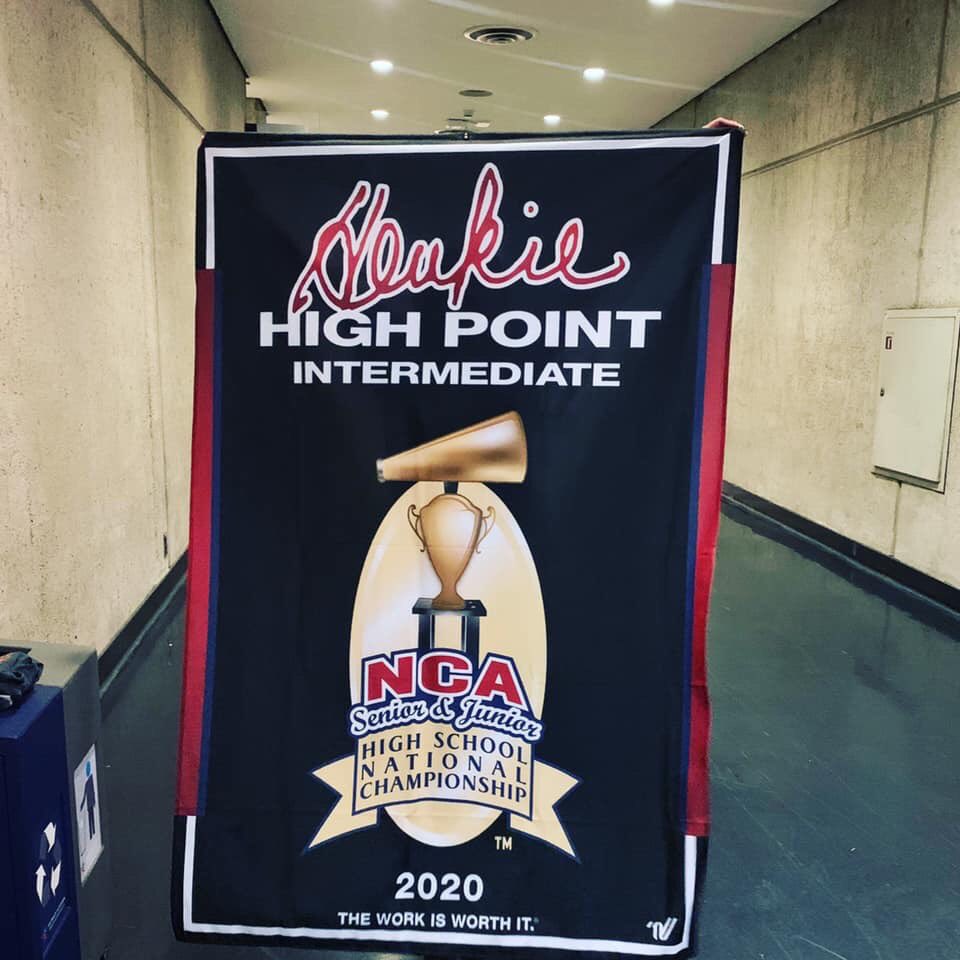 Herkie
HIGH POINT
INTERMEDIATE
NCA
Senior & Junior
HIGH SCHOOL
NATIONAL
CHAMPIONSHIP
TM
2020
THE WORK IS WORTH IT.